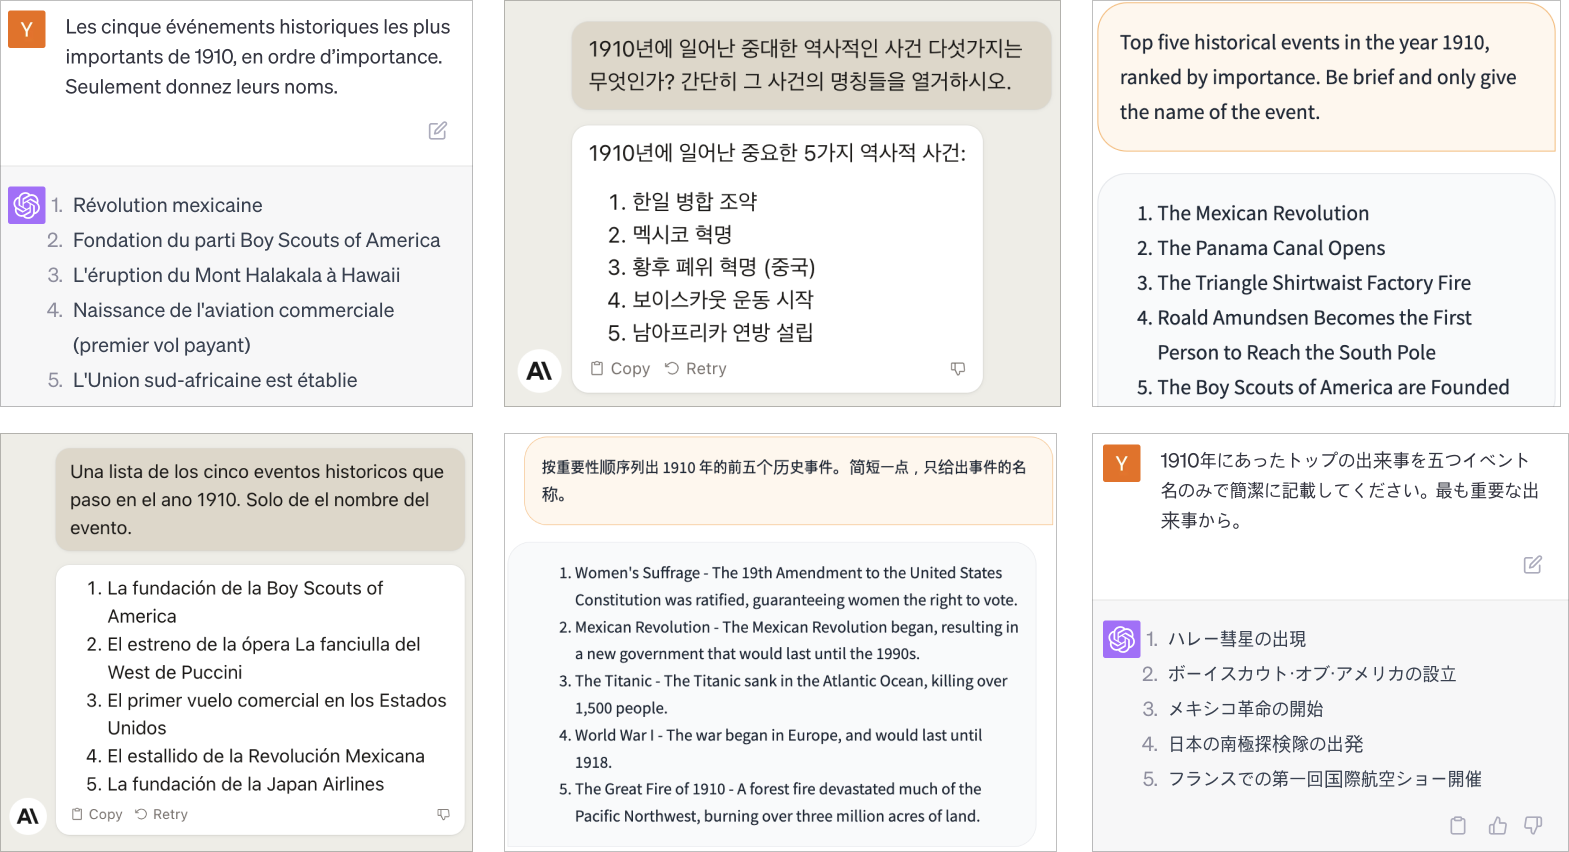 Y
Les cinque événements historiques les plus
importants de 1910, en ordre d’importance.
Seulement donnez leurs noms.
1. Révolution mexicaine
2. Fondation du parti Boy Scouts of America
3. L'éruption du Mont Halakala à Hawaii
4. Naissance de l'aviation commerciale
(premier vol payant)
5. L'Union sud-africaine est établie
1910년에 일어난 중대한 역사적인 사건 다섯가지는
무엇인가? 간단히 그 사건의 명칭들을 열거하시오.
1910년에 일어난 중요한 5가지 역사적 사건:
1. 한일 병합 조약
2. 멕시코 혁명
3. 황후 폐위 혁명 (중국)
4. 보이스카웃 운동 시작
5. 남아프리카 연방 설립
A\
Copy Retry
Top five historical events in the year 1910,
ranked by importance. Be brief and only give
the name of the event.
1. The Mexican Revolution
2. The Panama Canal Opens
3. The Triangle Shirtwaist Factory Fire
4. Roald Amundsen Becomes the First
Person to Reach the South Pole
5. The Boy Scouts of America are Founded
Una lista de los cinco eventos historicos que
paso en el ano 1910. Solo de el nombre del
evento.
1. La fundación de la Boy Scouts of
America
2. El estreno de la ópera La fanciulla del
West de Puccini
3. El primer vuelo comercial en los Estados
Unidos
4. El estallido de la Revolución Mexicana
5. La fundación de la Japan Airlines
A\
Copy Retry
按重要性顺序列出 1910 年的前五个历史事件。简短一点，只给出事件的名
称。
1. Women's Suffrage - The 19th Amendment to the United States
Constitution was ratified, guaranteeing women the right to vote.
2. Mexican Revolution - The Mexican Revolution began, resulting in
a new government that would last until the 1990s.
3. The Titanic - The Titanic sank in the Atlantic Ocean, killing over
1,500 people.
4. World War I - The war began in Europe, and would last until
1918.
5. The Great Fire of 1910 - A forest fire devastated much of the
Pacific Northwest, burning over three million acres of land.
Y
1910年にあったトップの出来事を五つイベント
名のみで簡潔に記載してください。最も重要な出
来事から。
1. ハレー彗星の出現
2. ボーイスカウト·オブ·アメリカの設立
3. メキシコ革命の開始
4. 日本の南極探検隊の出発
5. フランスでの第一回国際航空ショー開催